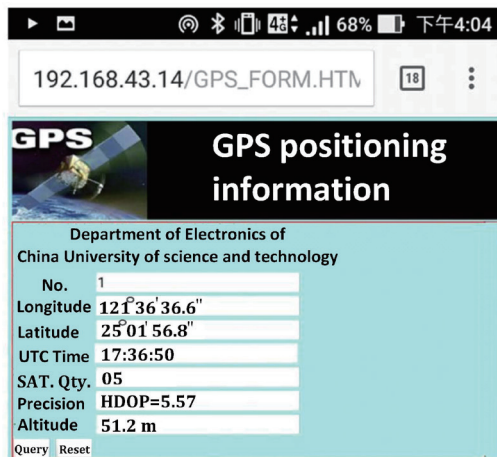 68% 下午4:04
192.168.43.14/GPS_FORM.HTM
18
GPS
GPS positioning
information
Department of Electronics of
China University of science and technology
No. 1
Longitude 121°36'36.6"
Latitude 25°01'56.8"
UTC Time 17:36:50
SAT. Qty. 05
Precision HDOP=5.57
Altitude 51.2 m
Query Reset